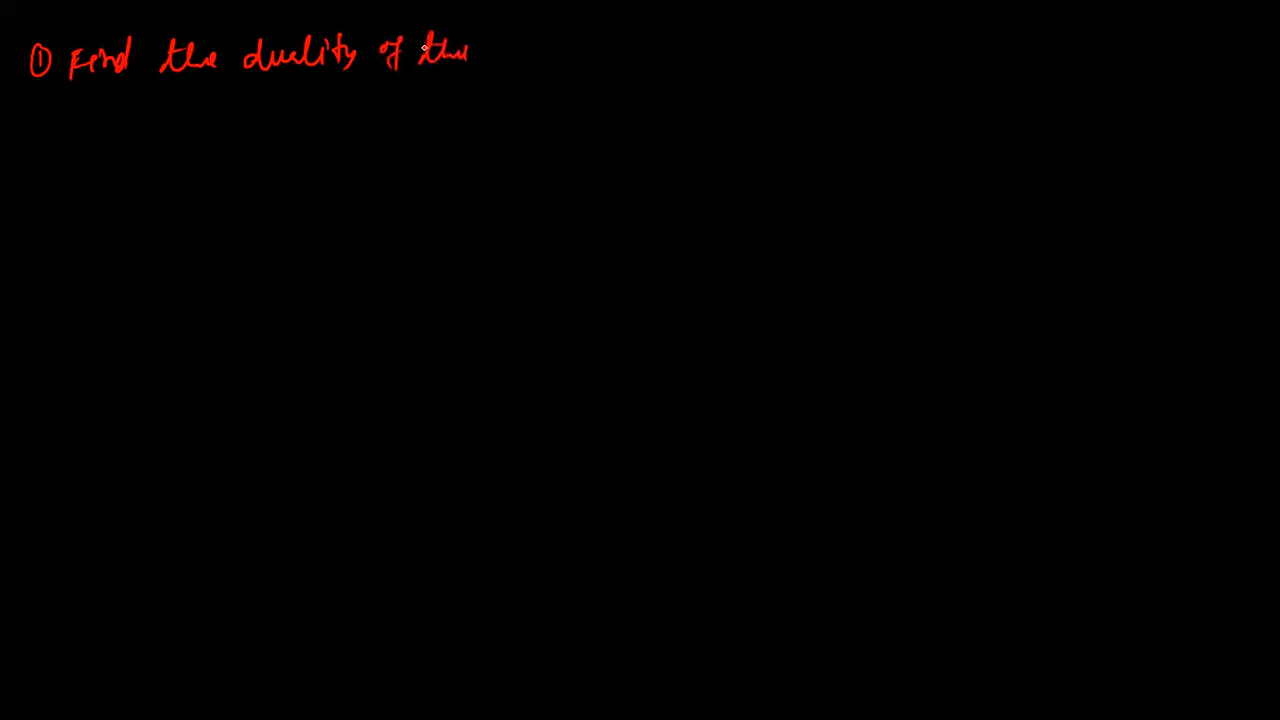 ① Find the duality of the